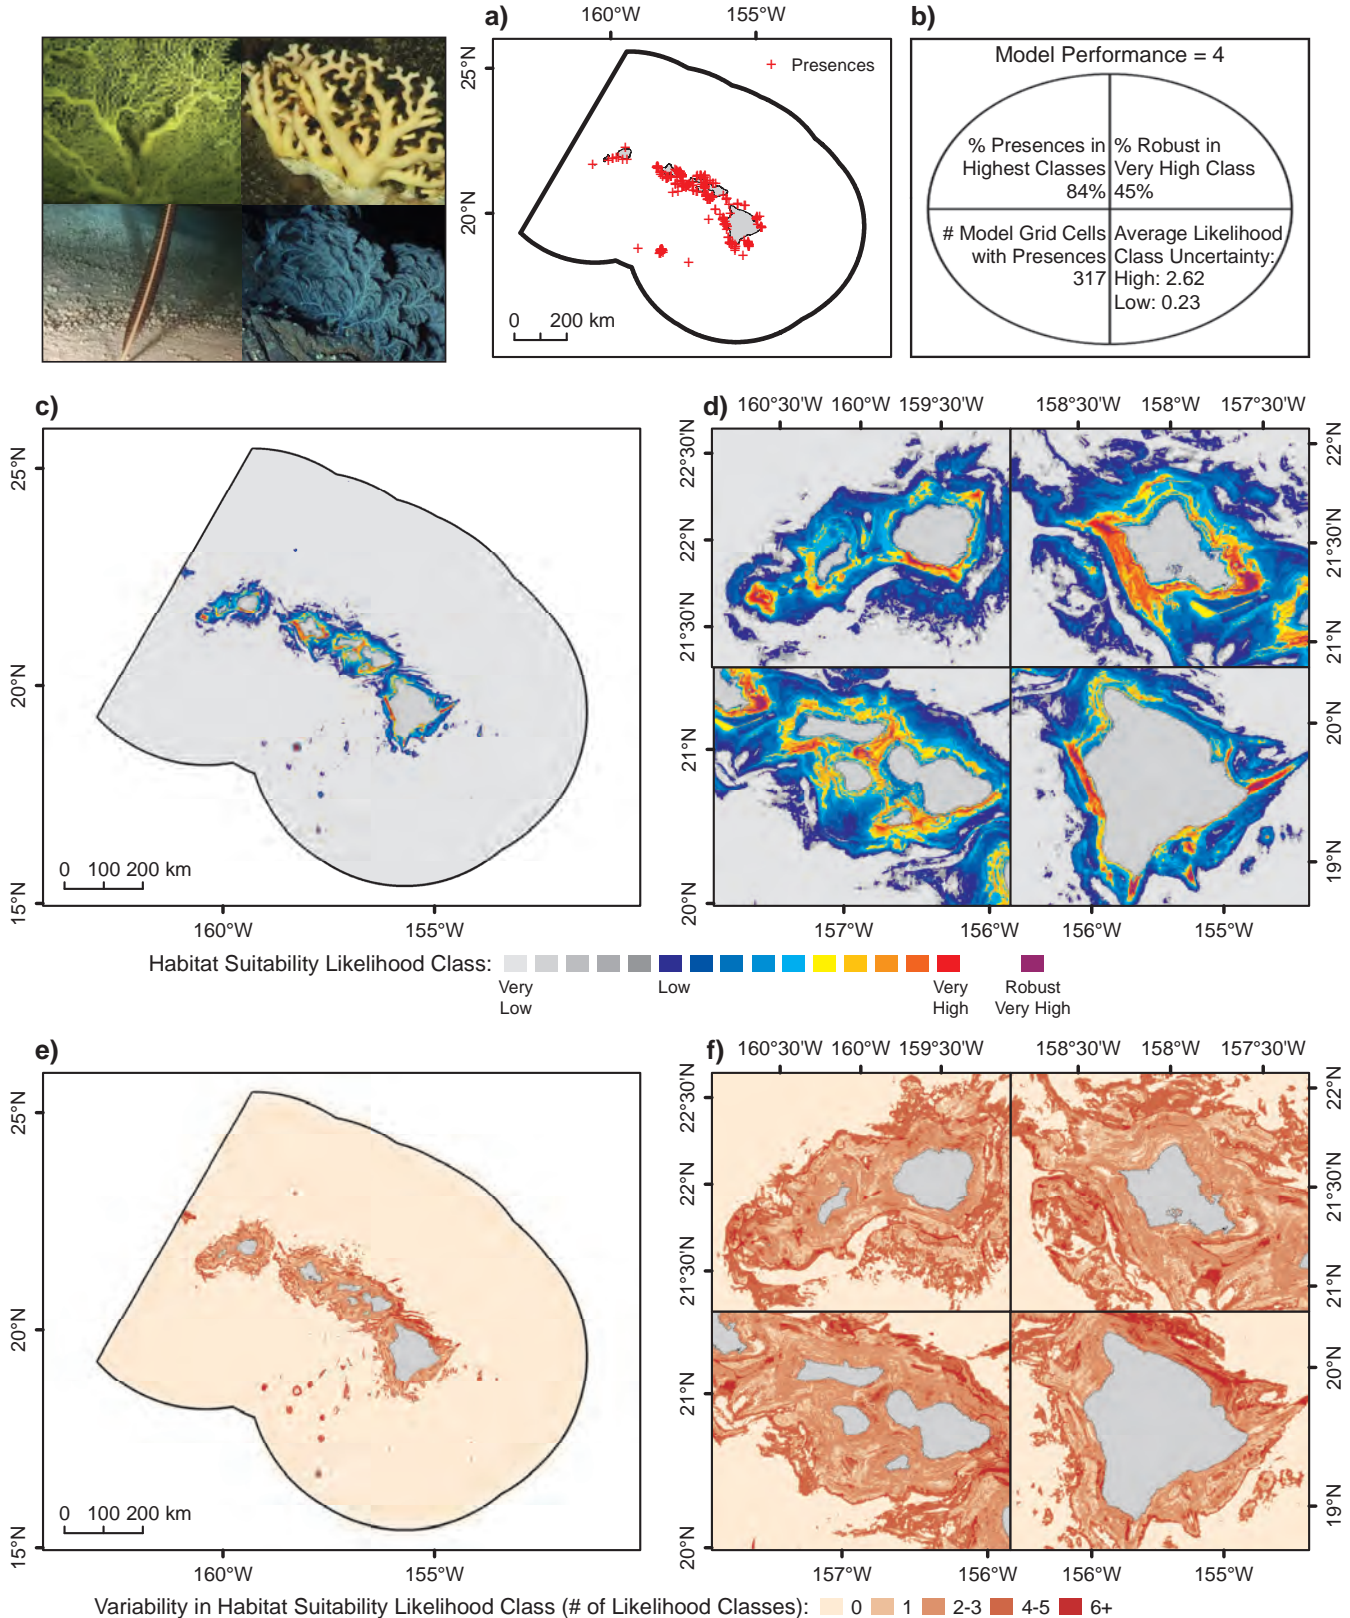 a)
160°W 155°W
25°N
20°N
+ Presences
0 200 km
b)
Model Performance = 4
% Presences in
Highest Classes
84%
% Robust in
Very High Class
45%
# Model Grid Cells
with Presences
317
Average Likelihood
Class Uncertainty:
High: 2.62
Low: 0.23
c)
25°N
20°N
15°N
0 100 200 km
160°W 155°W
d)
160°30'W 160°W 159°30'W 158°30'W 158°W 157°30'W
22°30'N
22°N
21°30'N
21°N
20°N
22°N
21°30'N
21°N
20°N
19°N
157°W 156°W 156°W 155°W
Habitat Suitability Likelihood Class:
Very
Low
Low
Very
High
Robust
Very High
e)
25°N
20°N
15°N
0 100 200 km
160°W 155°W
f)
160°30'W 160°W 159°30'W 158°30'W 158°W 157°30'W
22°30'N
22°N
21°30'N
21°N
20°N
22°N
21°30'N
21°N
20°N
19°N
157°W 156°W 156°W 155°W
Variability in Habitat Suitability Likelihood Class (# of Likelihood Classes): 0 1 2-3 4-5 6+